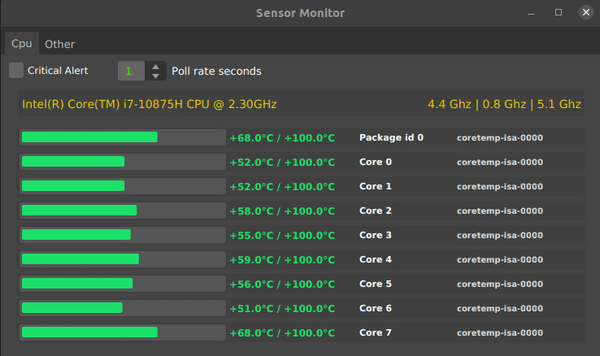 Sensor Monitor
Cpu Other
Critical Alert 1 Poll rate seconds
Intel(R) Core(TM) i7-10875H CPU @ 2.30GHz 4.4 Ghz | 0.8 Ghz | 5.1 Ghz
+68.0°C / +100.0°C Package id 0 coretemp-isa-0000
+52.0°C / +100.0°C Core 0 coretemp-isa-0000
+52.0°C / +100.0°C Core 1 coretemp-isa-0000
+58.0°C / +100.0°C Core 2 coretemp-isa-0000
+55.0°C / +100.0°C Core 3 coretemp-isa-0000
+59.0°C / +100.0°C Core 4 coretemp-isa-0000
+56.0°C / +100.0°C Core 5 coretemp-isa-0000
+51.0°C / +100.0°C Core 6 coretemp-isa-0000
+68.0°C / +100.0°C Core 7 coretemp-isa-0000